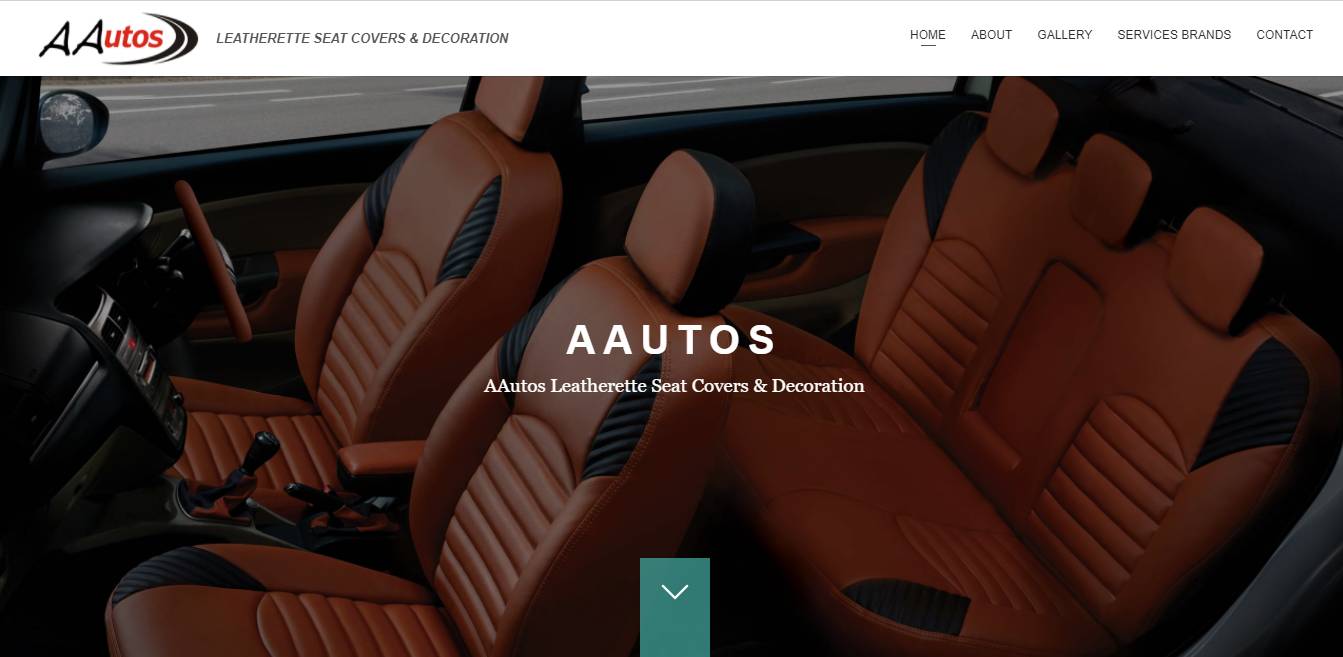 AAutos
LEATHERETTE SEAT COVERS & DECORATION
HOME
ABOUT
GALLERY
SERVICES BRANDS
CONTACT
AAUTOS
AAutos Leatherette Seat Covers & Decoration